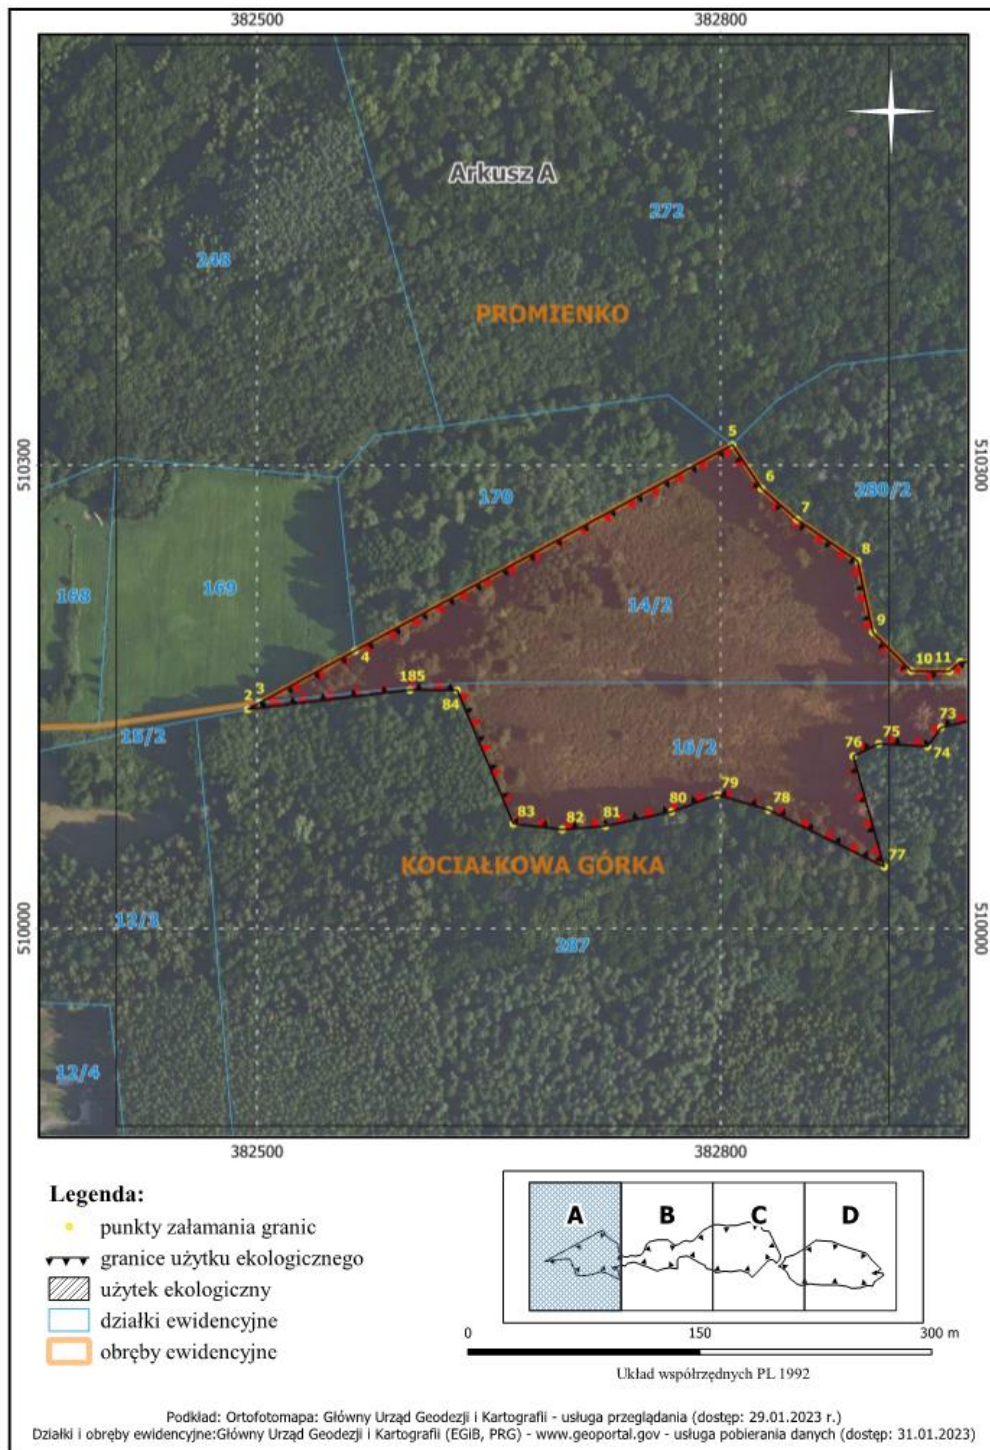 382500 382800
Arkusz A
272
248
PROMIENKO
5
510300 510300
6
170
280/2
7
8
168
169
14/2
9
4
10 11
185
2 3
84
73
15/2
16/2
76 75
74
79
78
83
82 81 80
KOCIAŁKOWA GÓRKA
77
12/3
510000 510000
287
12/4
382500 382800
Legenda:
punkty załamania granic
granice użytku ekologicznego
użytek ekologiczny
działki ewidencyjne
obręby ewidencyjne
A B C D
0 150 300 m
Układ współrzędnych PL 1992
Podkład: Ortofotomapa: Główny Urząd Geodezji i Kartografii - usługa przeglądania (dostęp: 29.01.2023 r.)
Działki i obręby ewidencyjne:Główny Urząd Geodezji i Kartografii (EGiB, PRG) - www.geoportal.gov - usługa pobierania danych (dostęp: 31.01.2023)